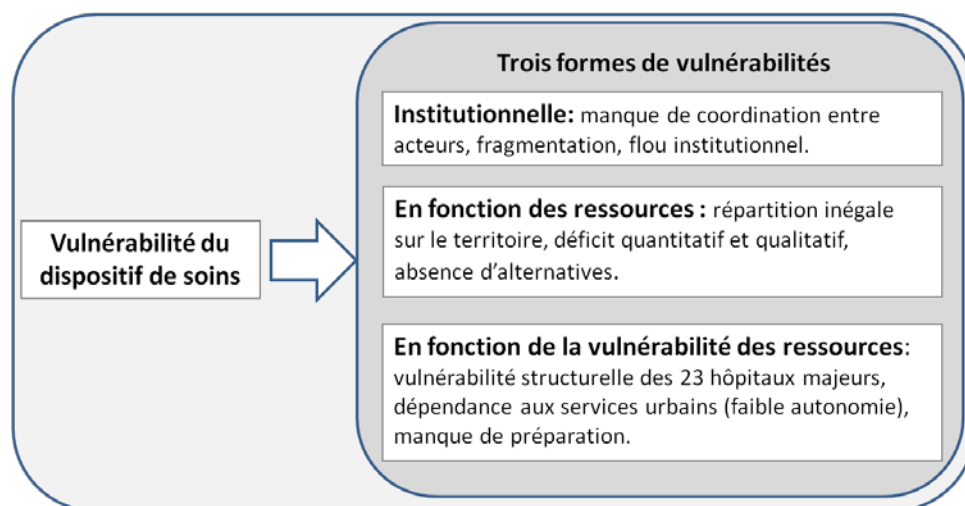 Trois formes de vulnérabilités
Institutionnelle: manque de coordination entre
acteurs, fragmentation, flou institutionnel.
En fonction des ressources : répartition inégale
sur le territoire, déficit quantitatif et qualitatif,
absence d'alternatives.
Vulnérabilité du
dispositif de soins
En fonction de la vulnérabilité des ressources:
vulnérabilité structurelle des 23 hôpitaux majeurs,
dépendance aux services urbains (faible autonomie),
manque de préparation.